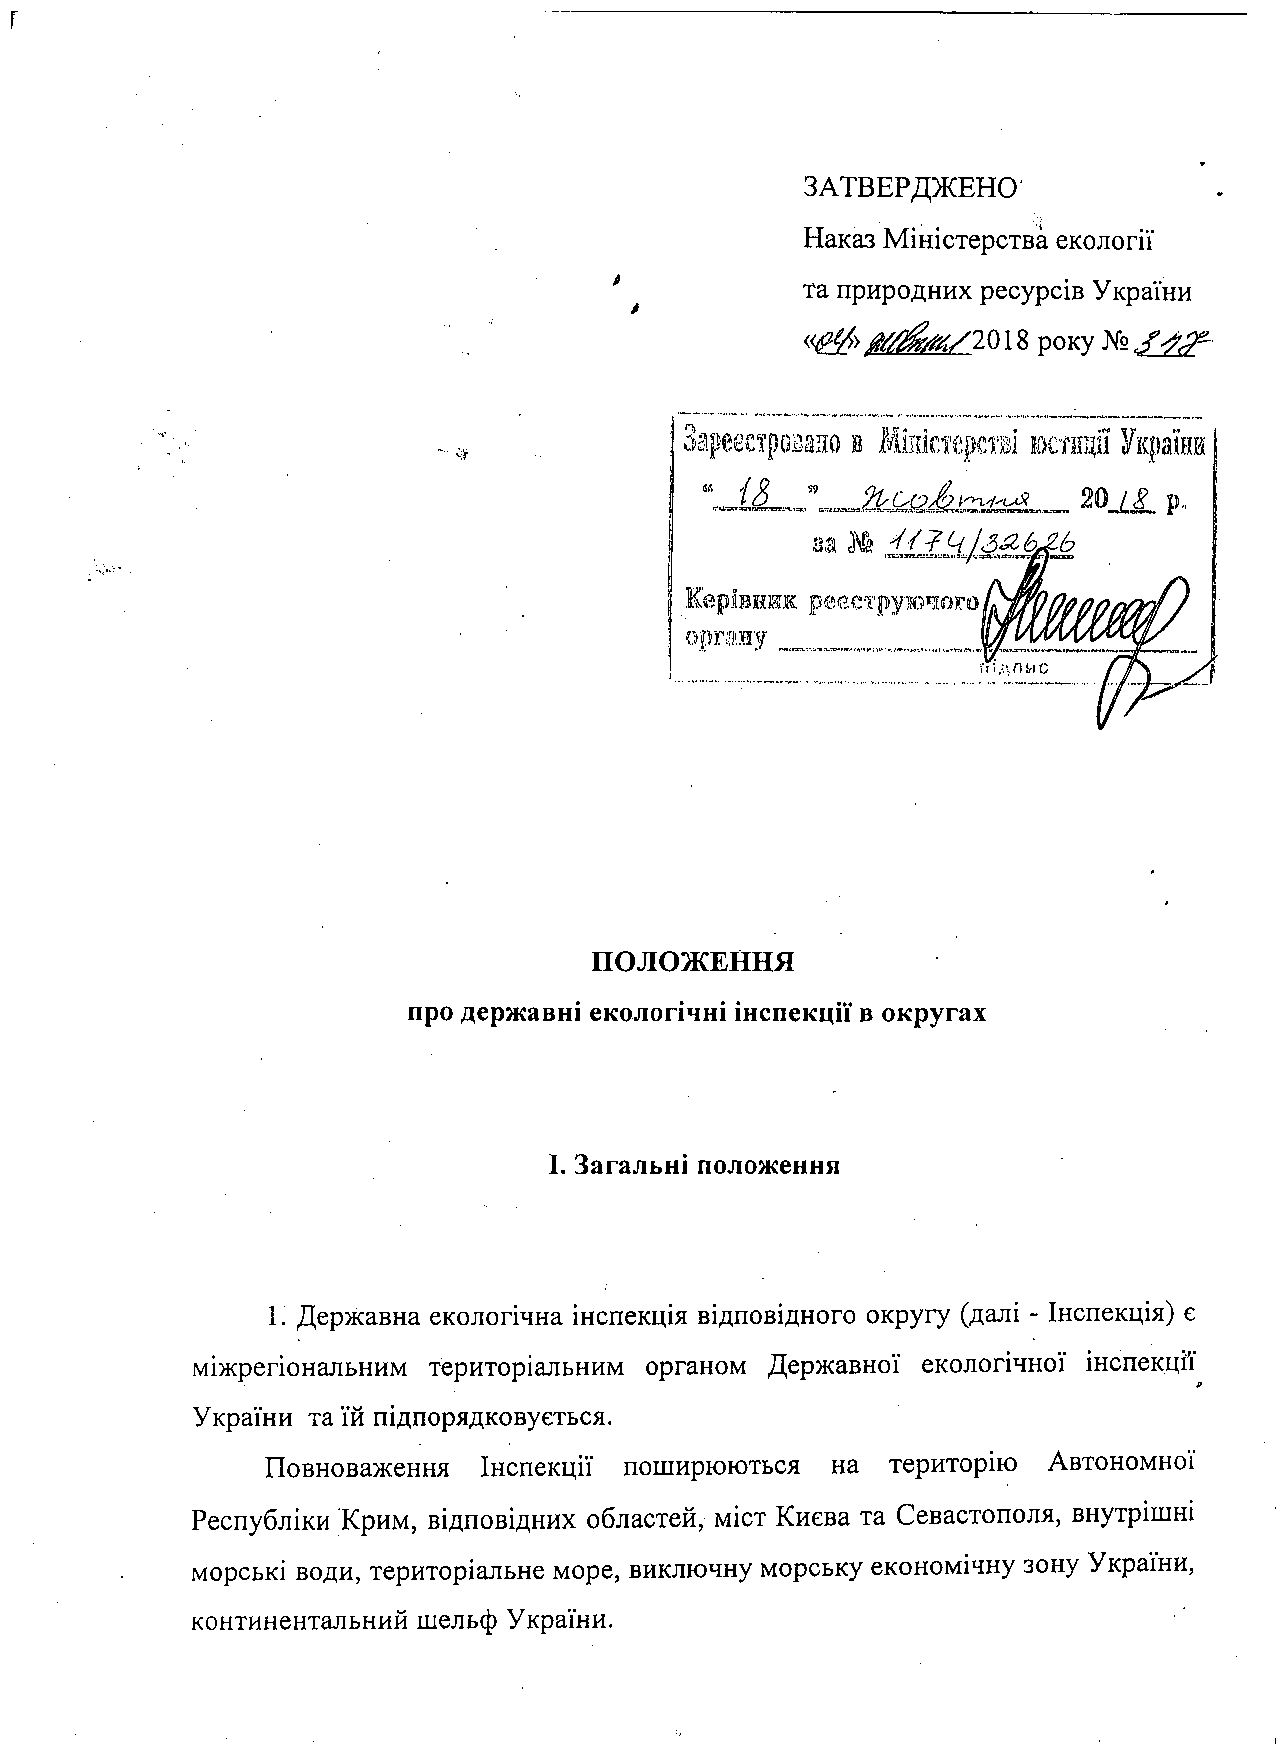 ЗАТВЕРДЖЕНО
Наказ Міністерства екології
та природних ресурсів України
2018 року №
Зареєстровано в Міністерстві юстиції України
“ 18 ” жовтня 2018 р.
за № 1174/32626
Керівник реєструючого
органу
підпис
ПОЛОЖЕННЯ
про державні екологічні інспекції в округах
І. Загальні положення
1. Державна екологічна інспекція відповідного округу (далі - Інспекція) є
міжрегіональним територіальним органом Державної екологічної інспекції
України та їй підпорядковується.
Повноваження Інспекції поширюються на територію Автономної
Республіки Крим, відповідних областей, міст Києва та Севастополя, внутрішні
морські води, територіальне море, виключну морську економічну зону України,
континентальний шельф України.